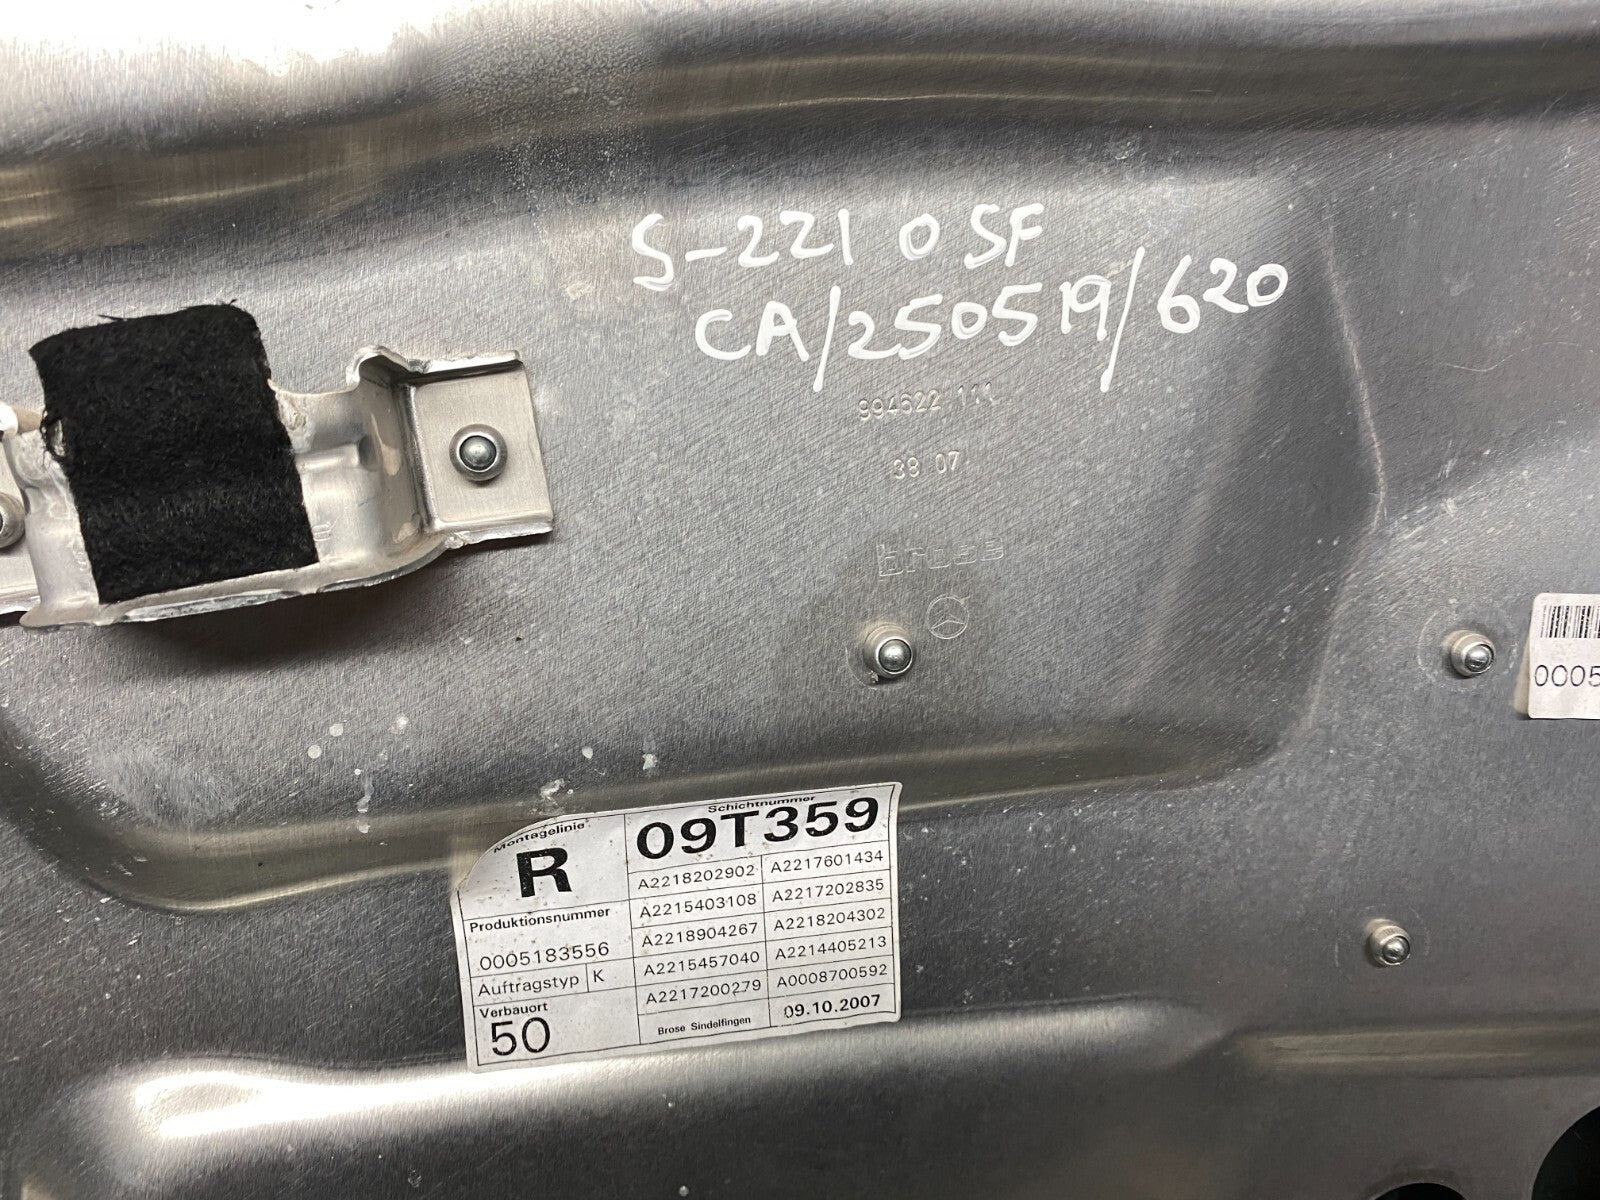 S-221 0 SF
CA/250519/620
994622 111
38 07
brose
0005
Montagelinie
R
Schichtnummer
09T359
A2218202902 A2217601434
A2215403108 A2217202835
A2218904267 A2218204302
A2215457040 A2214405213
A2217200279 A0008700592
Brose Sindelfingen 09.10.2007
Produktionsnummer
0005183556
Auftragstyp K
Verbauort
50